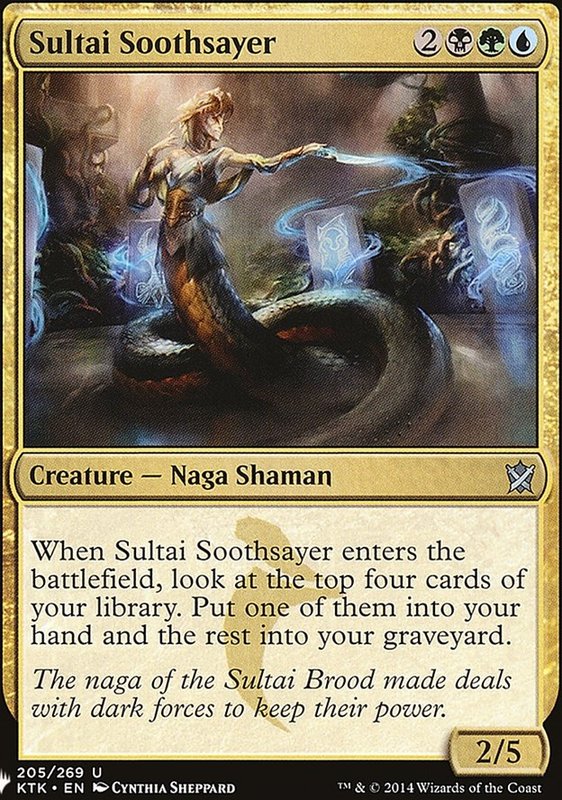 Sultai Soothsayer 2
Creature — Naga Shaman
When Sultai Soothsayer enters the
battlefield, look at the top four cards of
your library. Put one of them into your
hand and the rest into your graveyard.
The naga of the Sultai Brood made deals
with dark forces to keep their power.
2/5
205/269 U
KTK • EN Cynthia Sheppard
™ & © 2014 Wizards of the Coast